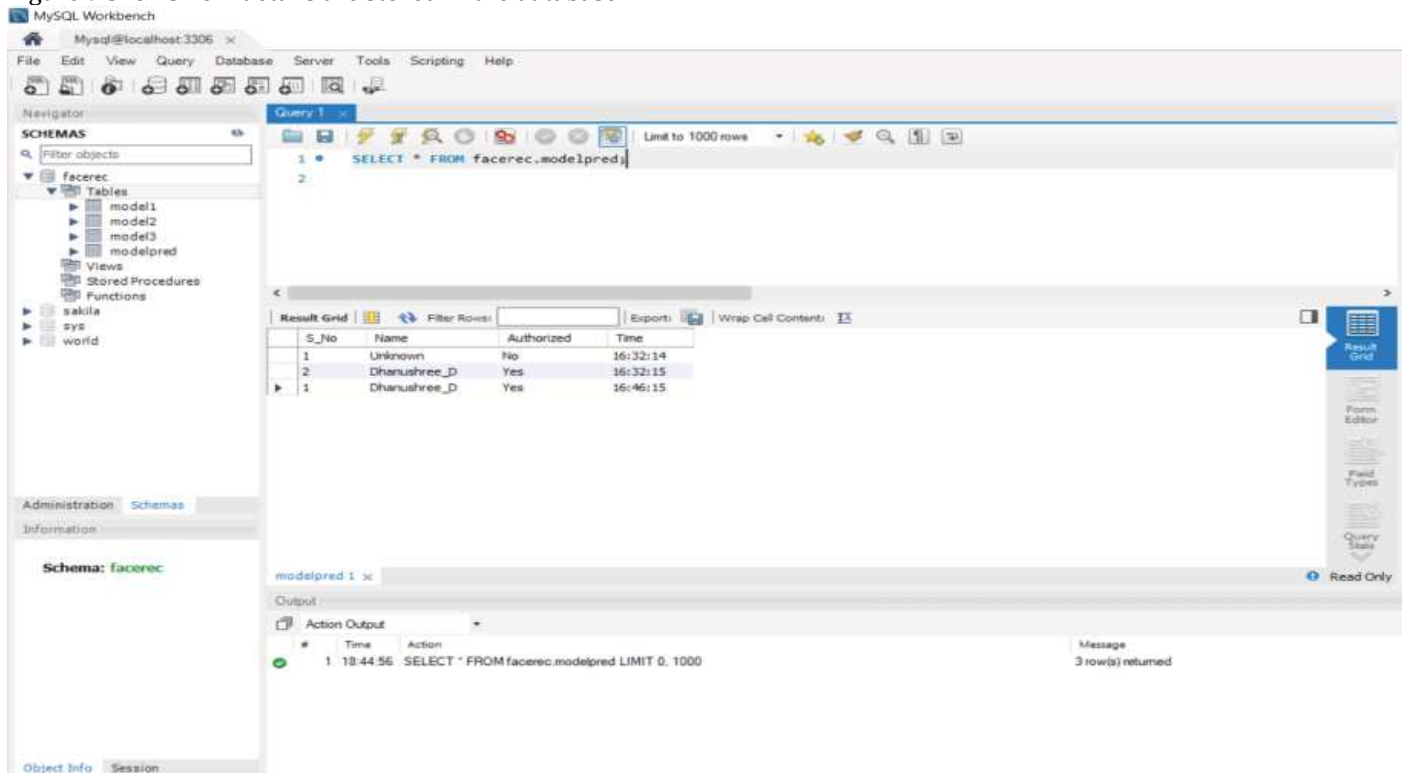 MySQL Workbench
Mysql@localhost:3306
File Edit View Query Database Server Tools Scripting Help
Navigator
SCHEMAS
Filter objects
facerec
Tables
model1
model2
model3
modelpred
Views
Stored Procedures
Functions
sakila
sys
world
Administration Schemas
Information
Schema: facerec
Object Info Session
Query 1
Limit to 1000 rows
1 SELECT * FROM facerec.modelpred;
2
Result Grid Filter Rows: Export: Wrap Cell Content:
S_No Name Authorized Time
1 Unknown No 16:32:14
2 Dhanushree_D Yes 16:32:15
1 Dhanushree_D Yes 16:46:15
Result
Grid
Form
Editor
Field
Types
Query
Stats
modelpred 1
Read Only
Output
Action Output
# Time Action Message
1 18:44:56 SELECT * FROM facerec.modelpred LIMIT 0, 1000 3 row(s) returned